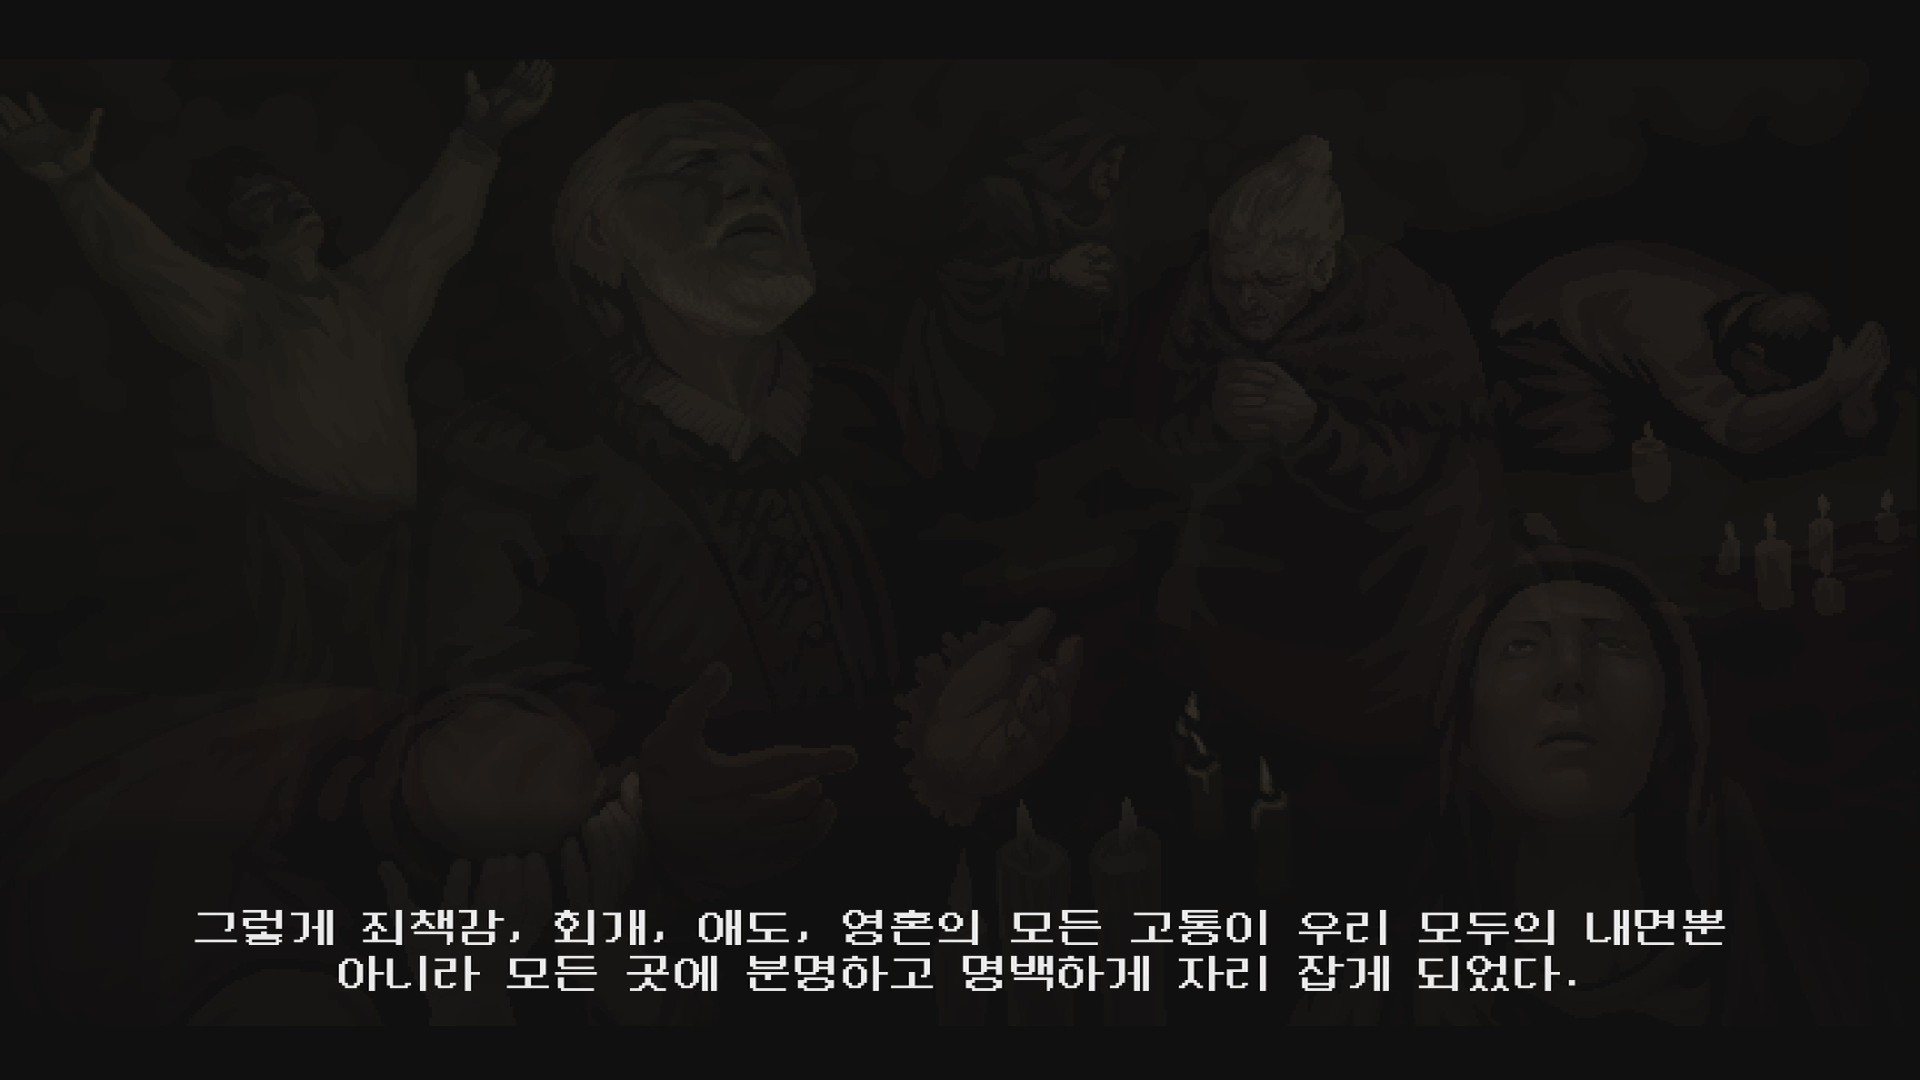 그렇게 죄책감, 회개, 애도, 영혼의 모든 고통이 우리 모두의 내면뿐
아니라 모든 곳에 분명하고 명백하게 자리 잡게 되었다.